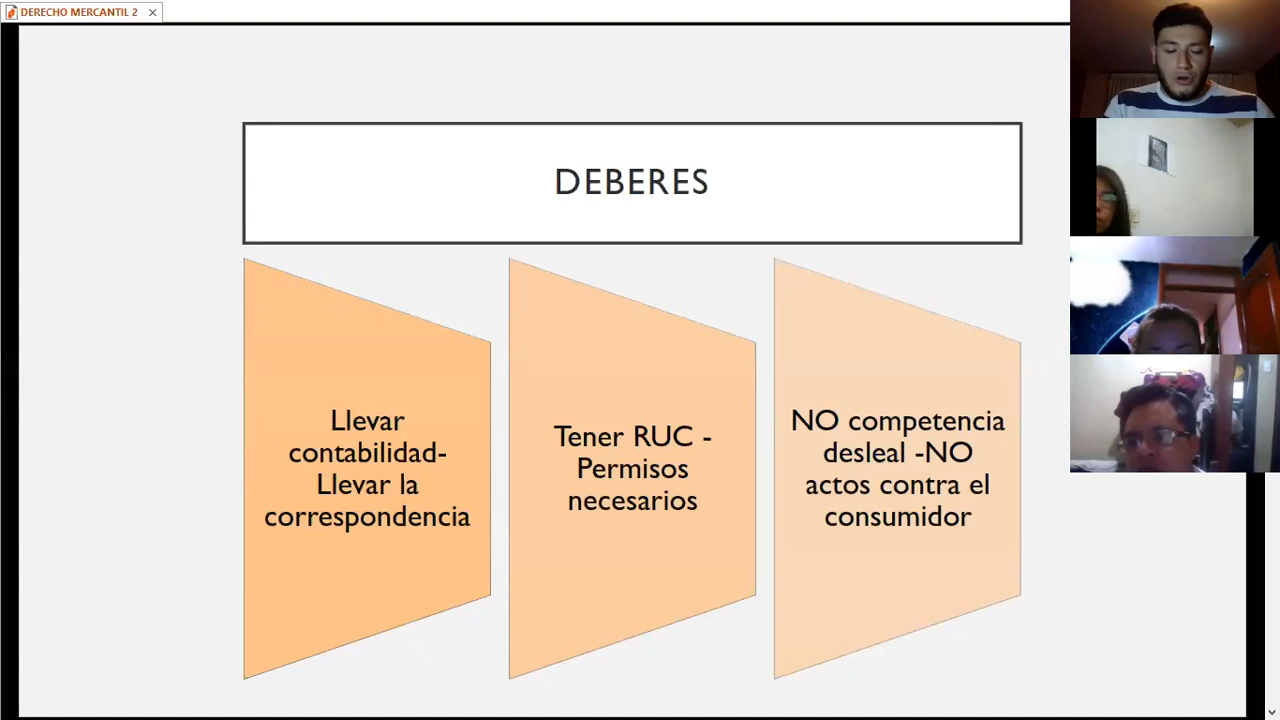 DERECHO MERCANTIL 2
DEBERES
Llevar
contabilidad-
Llevar la
correspondencia
Tener RUC -
Permisos
necesarios
NO competencia
desleal -NO
actos contra el
consumidor